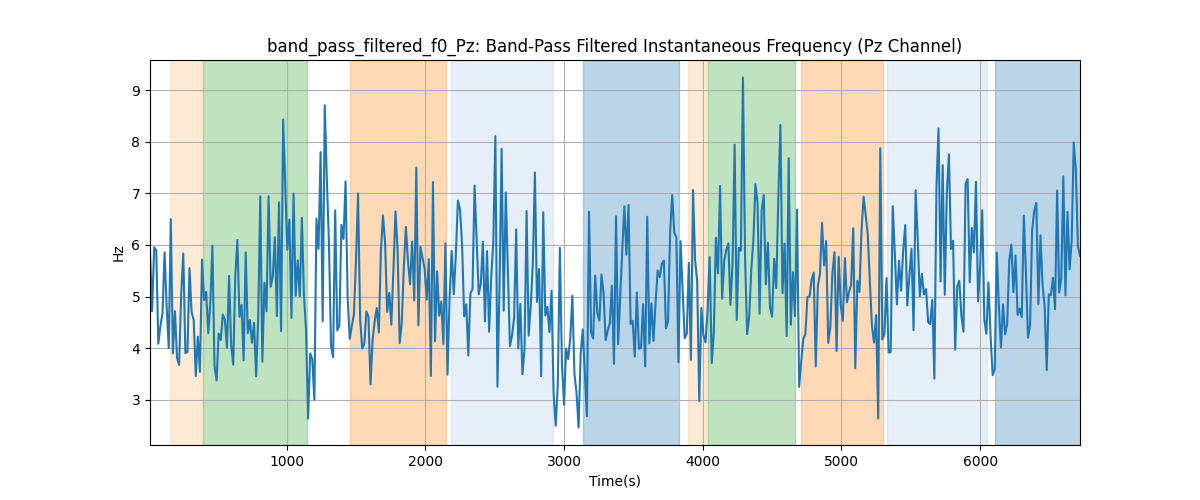 band_pass_filtered_f0_Pz: Band-Pass Filtered Instantaneous Frequency (Pz Channel)
9
8
7
6
5
4
3
Hz
1000 2000 3000 4000 5000 6000
Time(s)